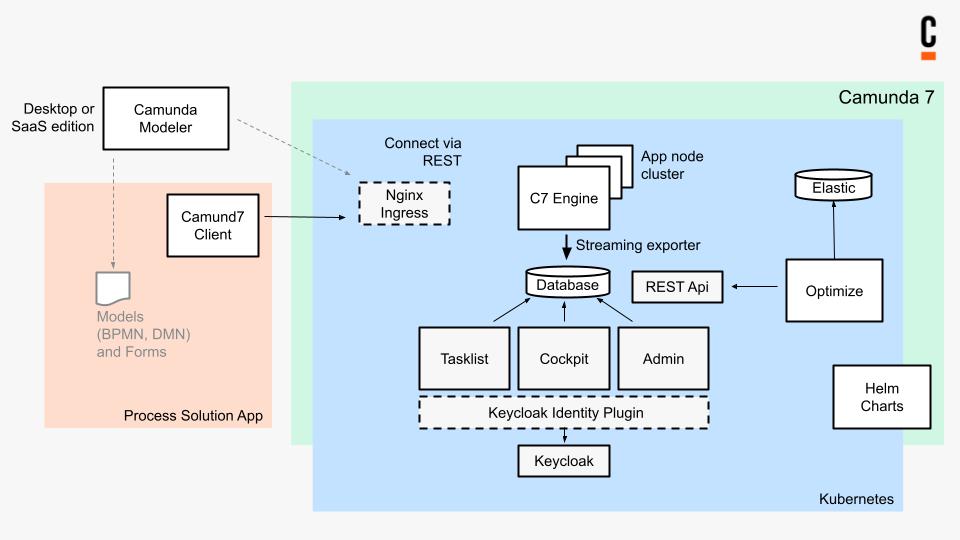 C
Camunda 7
Desktop or
SaaS edition
Camunda
Modeler
Connect via
REST
App node
cluster
C7 Engine
Nginx
Ingress
Elastic
Camund7
Client
Streaming exporter
Database
REST Api
Optimize
Models
(BPMN, DMN)
and Forms
Tasklist
Cockpit
Admin
Helm
Charts
Process Solution App
Keycloak Identity Plugin
Keycloak
Kubernetes